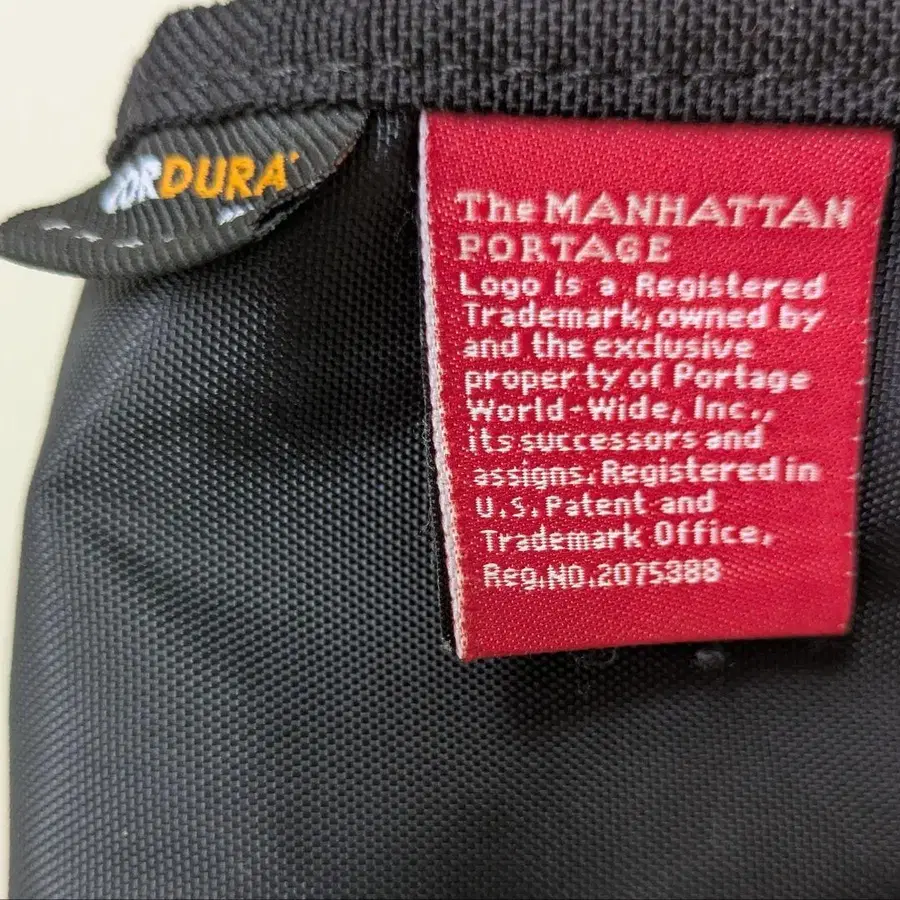 CORDURA
The MANHATTAN
PORTAGE
Logo is a Registered
Trademark, owned by
and the exclusive
property of Portage
World-Wide, Inc.,
its successors and
assigns. Registered in
U.S. Patent and
Trademark Office,
Reg. NO. 2075388